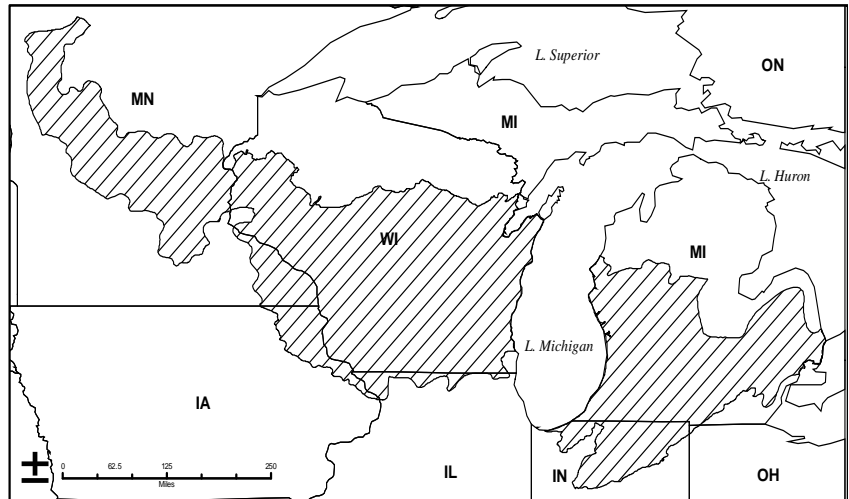 L. Superior
ON
MN
MI
L. Huron
WI
MI
L. Michigan
IA
0 62.5 125 250
Miles
IL
IN
OH